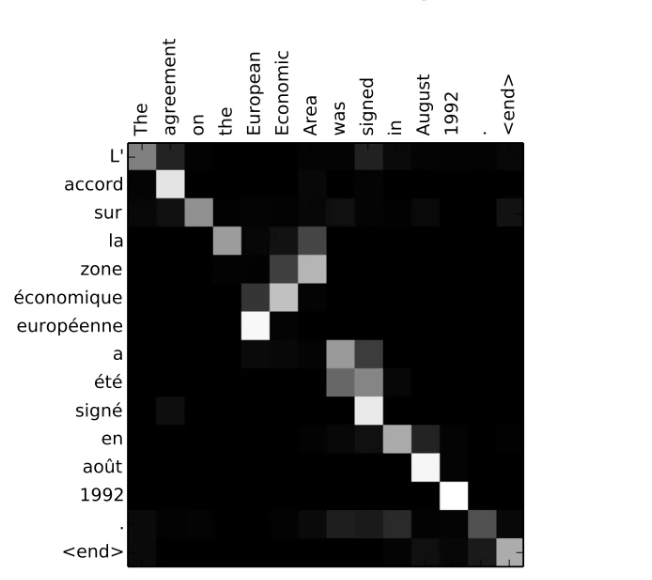 The
agreement
on
the
European
Economic
Area
was
signed
in
August
1992
.
<end>
L'
accord
sur
la
zone
économique
européenne
a
été
signé
en
août
1992
.
<end>